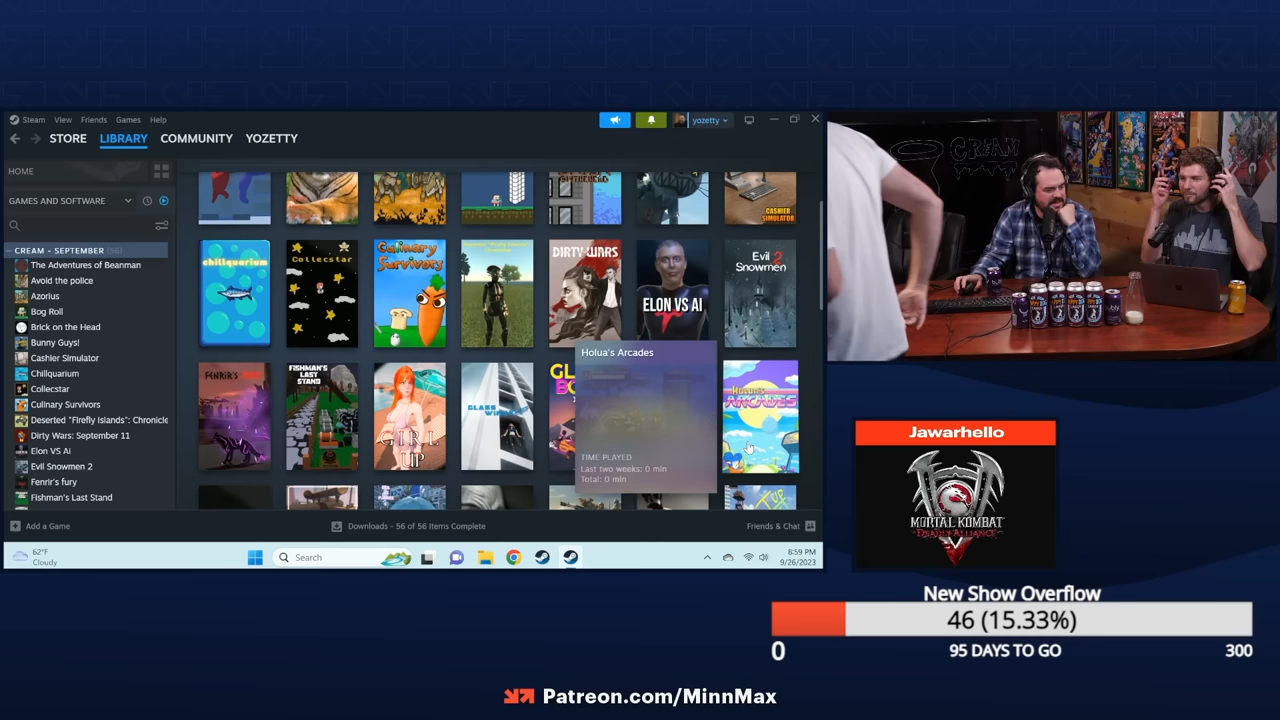 Steam View Friends Games Help
yozetty
STORE LIBRARY COMMUNITY YOZETTY
HOME
GAMES AND SOFTWARE
CREAM - SEPTEMBER (56)
The Adventures of Beanman
Avoid the police
Azorius
Bog Roll
Brick on the Head
Bunny Guys!
Cashier Simulator
Chillquarium
Collecstar
Culinary Survivors
Deserted "Firefly Islands": Chronicle
Dirty Wars: September 11
Elon VS AI
Evil Snowmen 2
Fenrir's fury
Fishman's Last Stand
CASHIER
SIMULATOR
chillquarium
Collecstar
Culinary
Survivors
DIRTY WARS
ELON VS AI
Evil 2
Snowmen
FISHMAN'S
LAST
STAND
GIRL
UP
Holua's Arcades
TIME PLAYED
Last two weeks: 0 min
Total: 0 min
HOLUA'S
ARCADES
Add a Game
Downloads - 56 of 56 Items Complete
Friends & Chat
62°F
Cloudy
Search
8:59 PM
9/26/2023
CREAM
Jawarhello
MORTAL KOMBAT
DEADLY ALLIANCE
New Show Overflow
46 (15.33%)
0
95 DAYS TO GO
300
Patreon.com/MinnMax